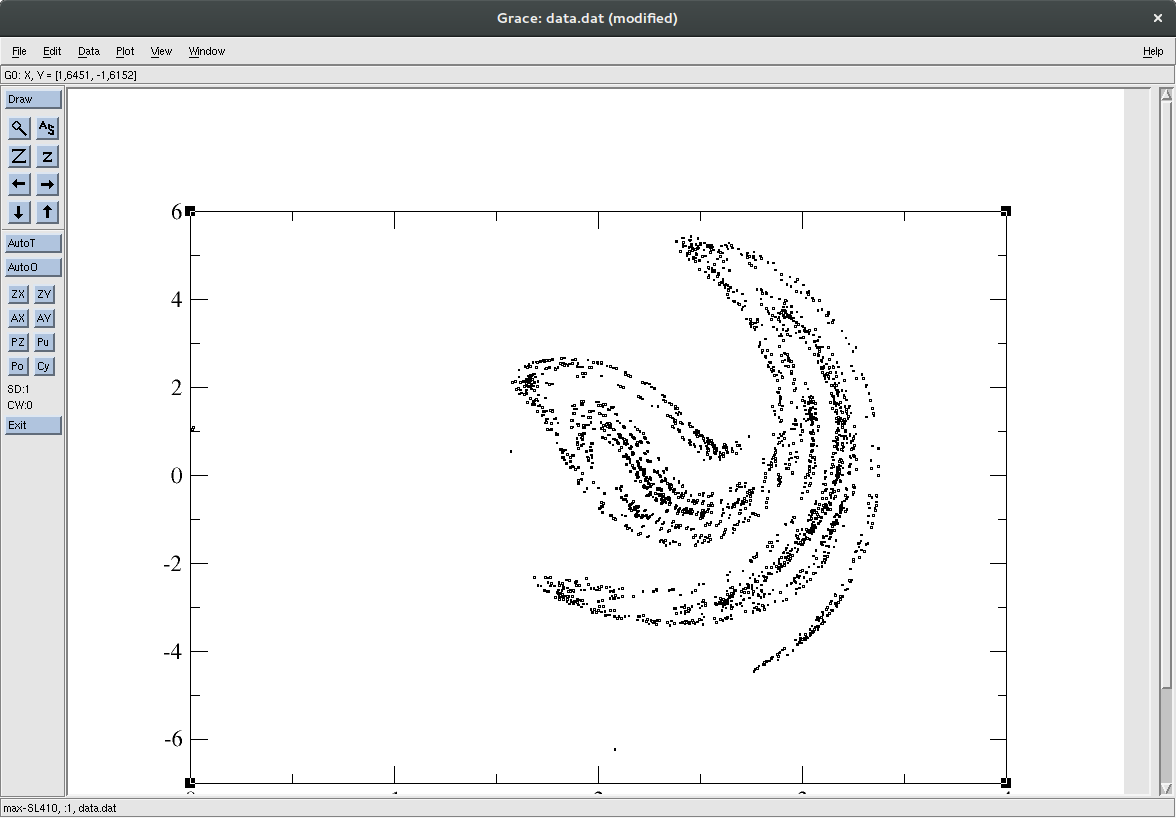 Grace: data.dat (modified)
File Edit Data Plot View Window Help
G0: X, Y = [1,6451, -1,6152]
Draw
A S
Z z
AutoT
AutoO
ZX ZY
AX AY
PZ Pu
Po Cy
SD:1
CW:0
Exit
6
4
2
0
-2
-4
-6
max-SL410, :1, data.dat